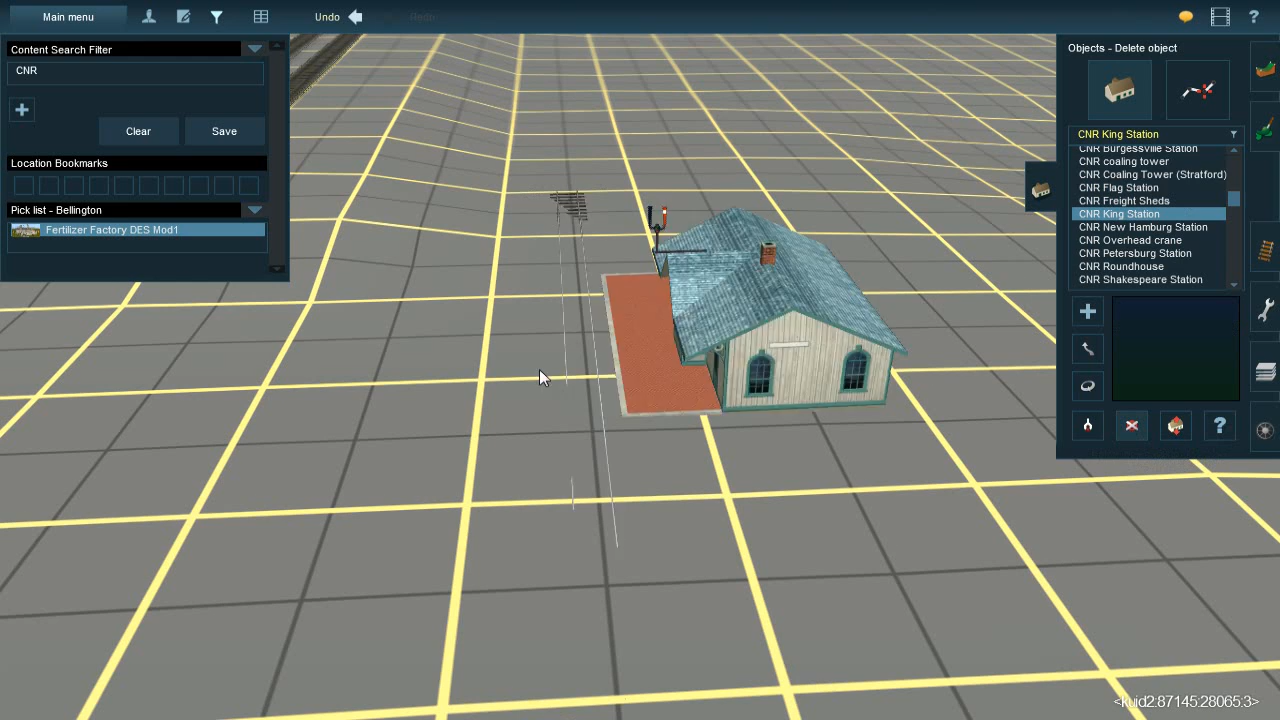 Main menu
Undo
Redo
?
Content Search Filter
CNR
Clear
Save
Location Bookmarks
Pick list - Bellington
Fertilizer Factory DES Mod1
Objects - Delete object
CNR King Station
CNR Burgessville Station
CNR coaling tower
CNR Coaling Tower (Stratford)
CNR Flag Station
CNR Freight Sheds
CNR King Station
CNR New Hamburg Station
CNR Overhead crane
CNR Petersburg Station
CNR Roundhouse
CNR Shakespeare Station
?
<kuid2:87145:28065:3>